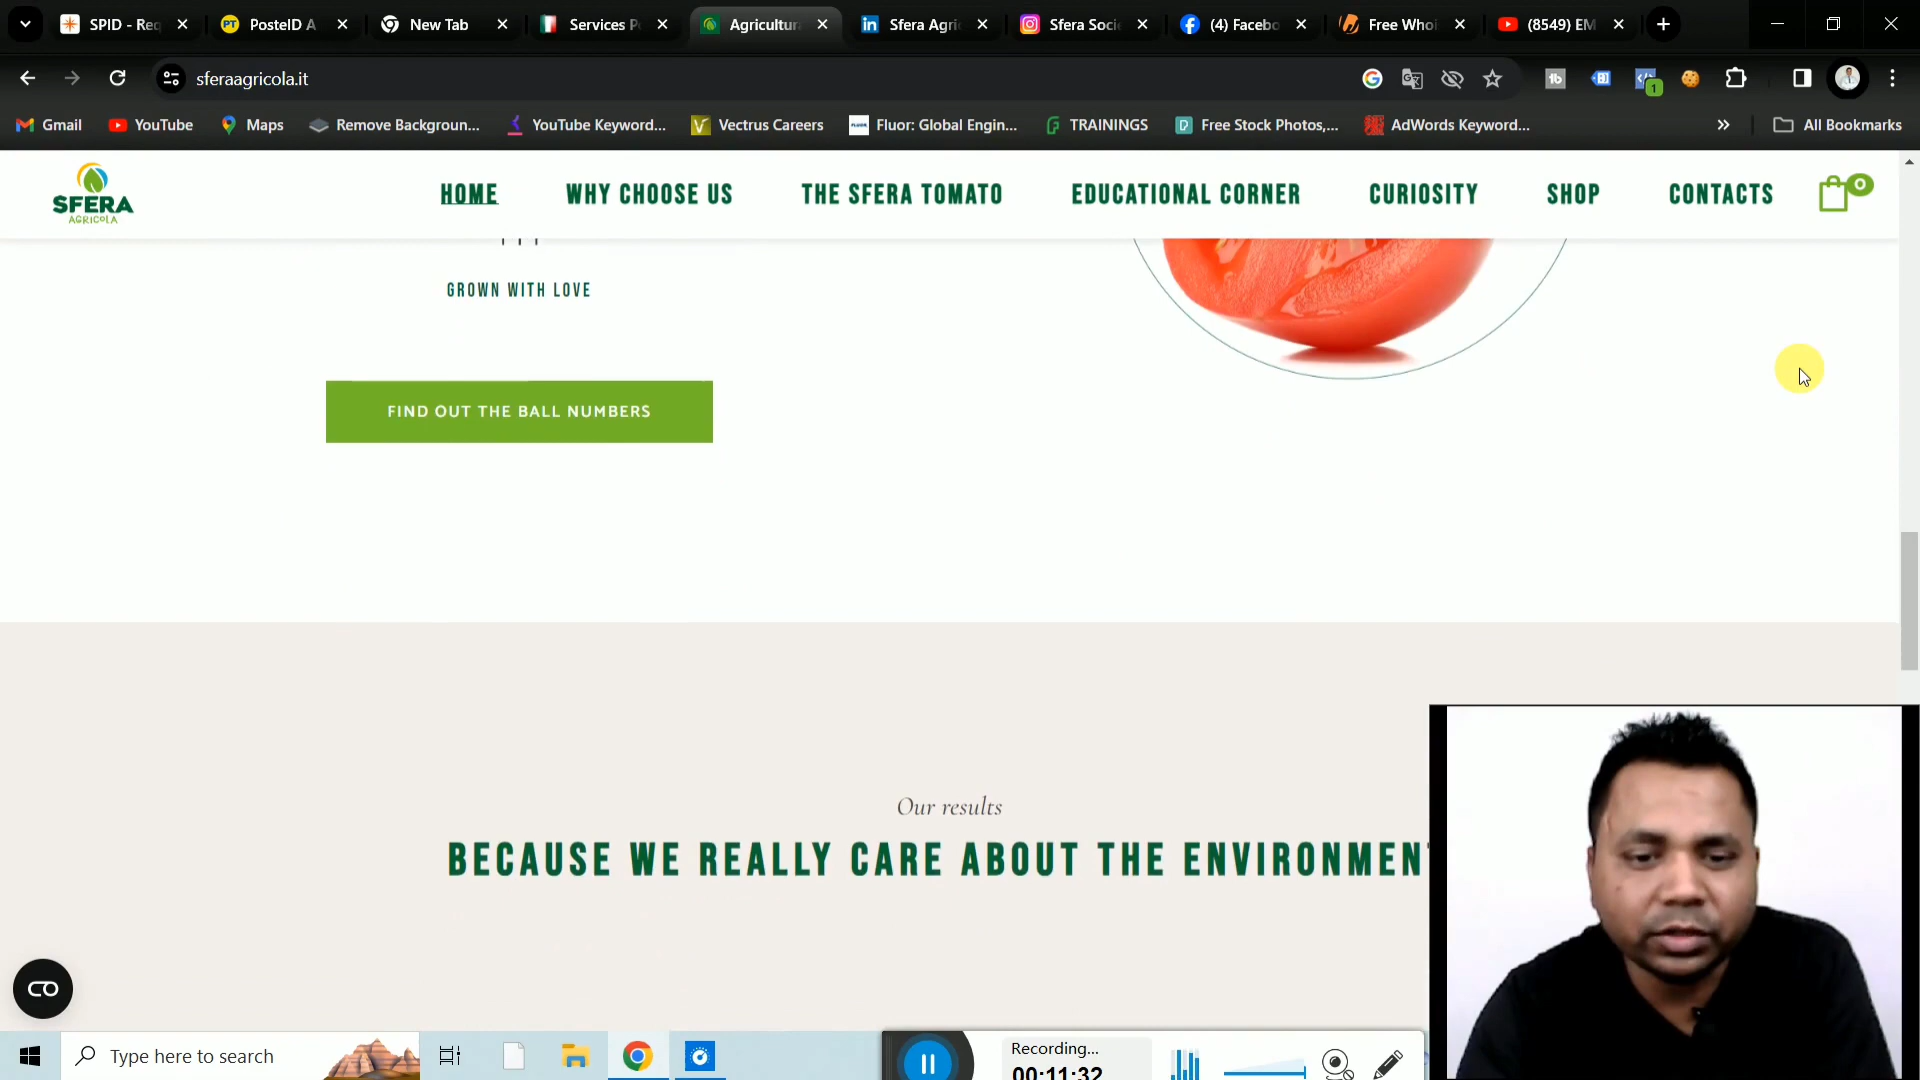 SPID - Req
PosteID A
New Tab
Services P
Agricultura
Sfera Agri
Sfera Soci
(4) Facebo
Free Whoi
(8549) EM
sferaagricola.it
1
Gmail
YouTube
Maps
Remove Backgroun...
YouTube Keyword...
Vectrus Careers
Fluor: Global Engin...
TRAININGS
Free Stock Photos,...
AdWords Keyword...
All Bookmarks
SFERA
AGRICOLA
HOME
WHY CHOOSE US
THE SFERA TOMATO
EDUCATIONAL CORNER
CURIOSITY
SHOP
CONTACTS
0
GROWN WITH LOVE
FIND OUT THE BALL NUMBERS
Our results
BECAUSE WE REALLY CARE ABOUT THE ENVIRONMEN
Type here to search
Recording...
00:11:32